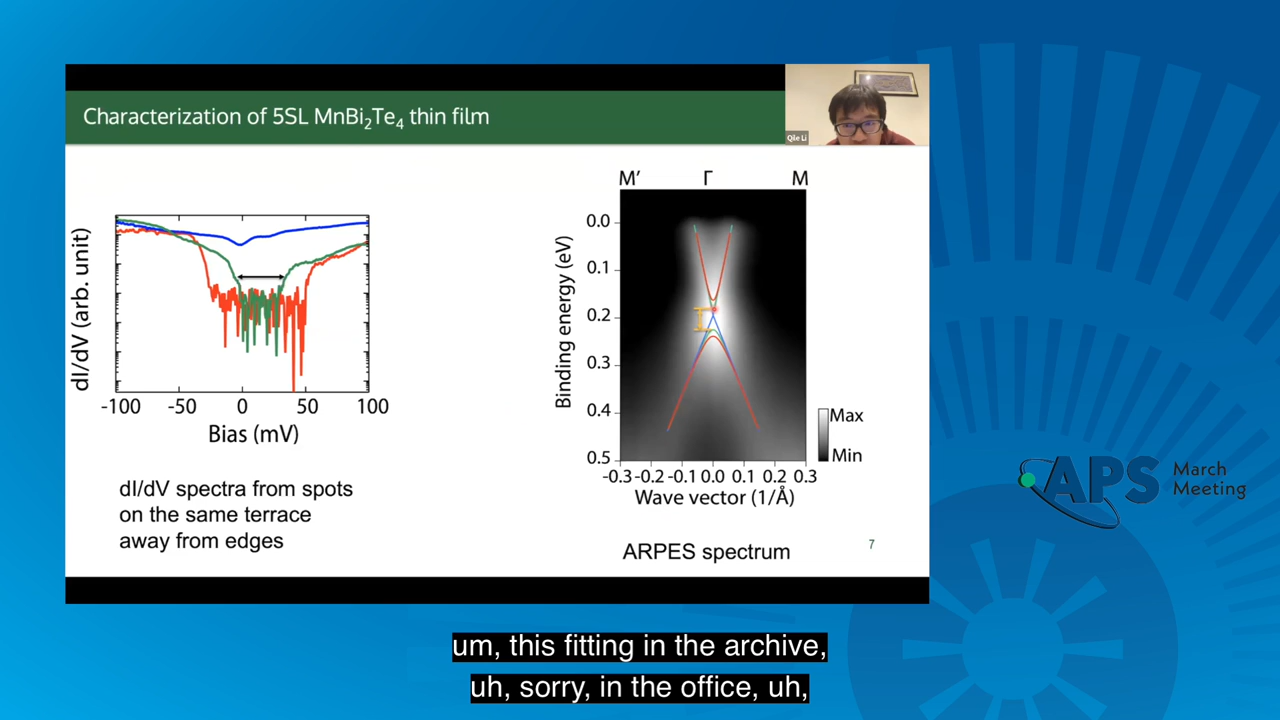 Characterization of 5SL MnBi₂Te₄ thin film
Qile Li
dI/dV (arb. unit)
-100 -50 0 50 100
Bias (mV)
dI/dV spectra from spots
on the same terrace
away from edges
M' Γ M
Binding energy (eV)
0.0
0.1
0.2
0.3
0.4
0.5
-0.3 -0.2 -0.1 0.0 0.1 0.2 0.3
Wave vector (1/Å)
Max
Min
ARPES spectrum
7
APS March
Meeting
um, this fitting in the archive,
uh, sorry, in the office, uh,